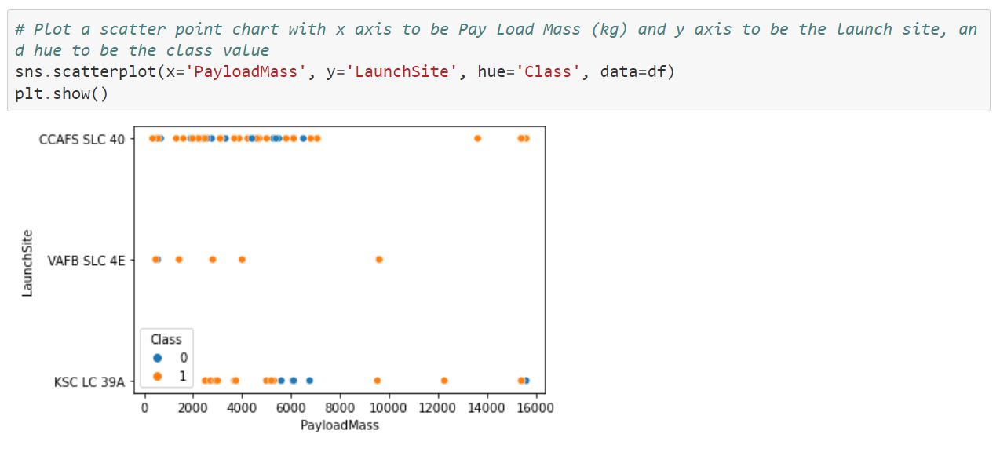 # Plot a scatter point chart with x axis to be Pay Load Mass (kg) and y axis to be the launch site, an
d hue to be the class value
sns.scatterplot(x='PayloadMass', y='LaunchSite', hue='Class', data=df)
plt.show()
CCAFS SLC 40
VAFB SLC 4E
KSC LC 39A
LaunchSite
Class
0
1
0 2000 4000 6000 8000 10000 12000 14000 16000
PayloadMass